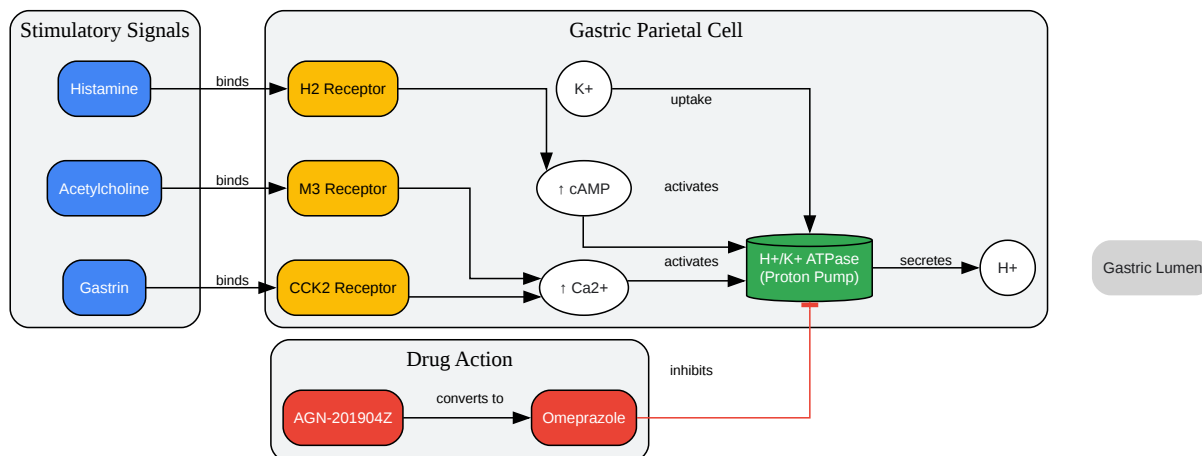 Stimulatory Signals
Gastric Parietal Cell
Histamine
binds
H2 Receptor
K+
uptake
Acetylcholine
binds
M3 Receptor
↑ cAMP
activates
Gastrin
binds
CCK2 Receptor
↑ Ca2+
activates
H+/K+ ATPase
(Proton Pump)
secretes
H+
Gastric Lumen
Drug Action
inhibits
AGN-201904Z
converts to
Omeprazole